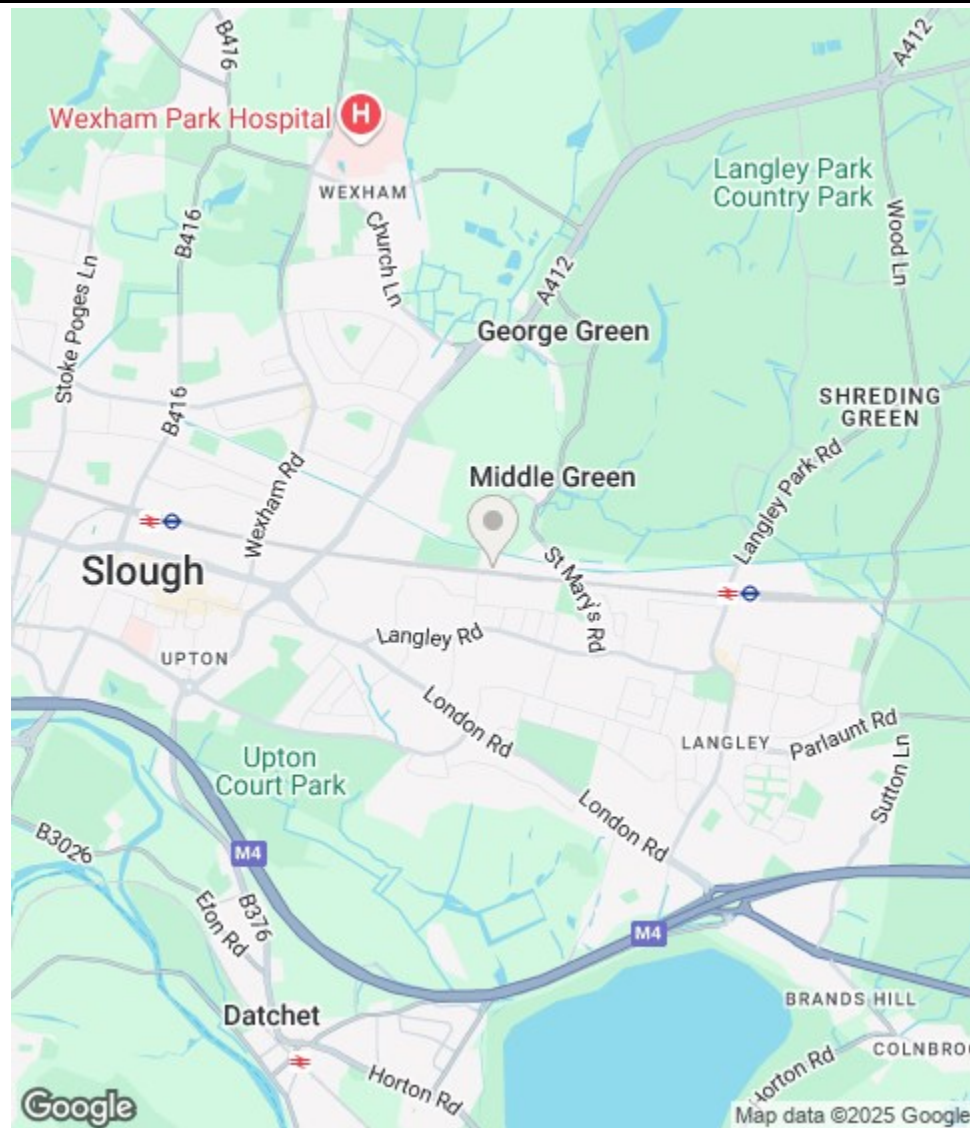 B416
A412
Wexham Park Hospital
H
WEXHAM
Langley Park
Country Park
B416
Church Ln
Wood Ln
Stoke Poges Ln
A412
George Green
SHREDING
GREEN
B416
Wexham Rd
Middle Green
Langley Park Rd
Slough
St Mary's Rd
Langley Rd
UPTON
London Rd
LANGLEY
Parlaunt Rd
Upton
Court Park
Sutton Ln
London Rd
B3026
M4
Eton Rd
B376
M4
Datchet
BRANDS HILL
COLNBROO
Horton Rd
Horton Rd
Google
Map data ©2025 Google